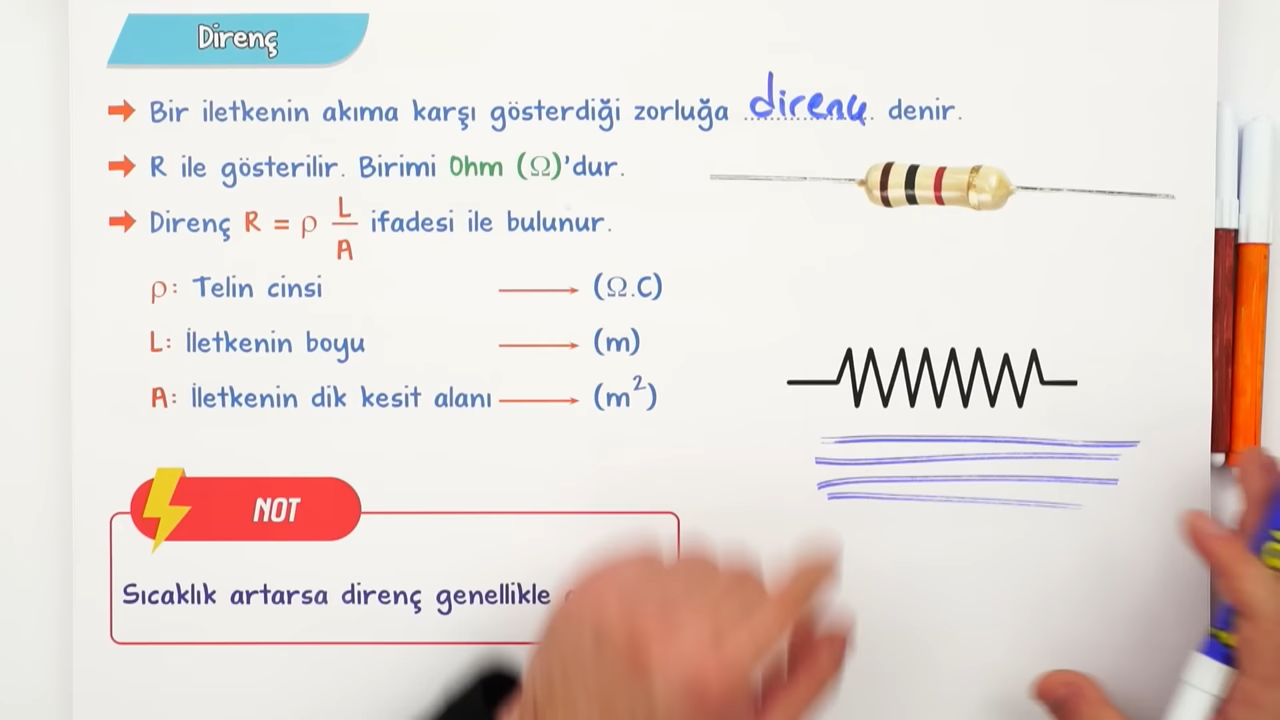 Direnç
Bir iletkenin akıma karşı gösterdiği zorluğa direnç denir.
R ile gösterilir. Birimi Ohm (Ω)'dur.
Direnç R = ρ L/A ifadesi ile bulunur.
ρ: Telin cinsi (Ω.C)
L: İletkenin boyu (m)
A: İletkenin dik kesit alanı (m²)
NOT
Sıcaklık artarsa direnç genellikle